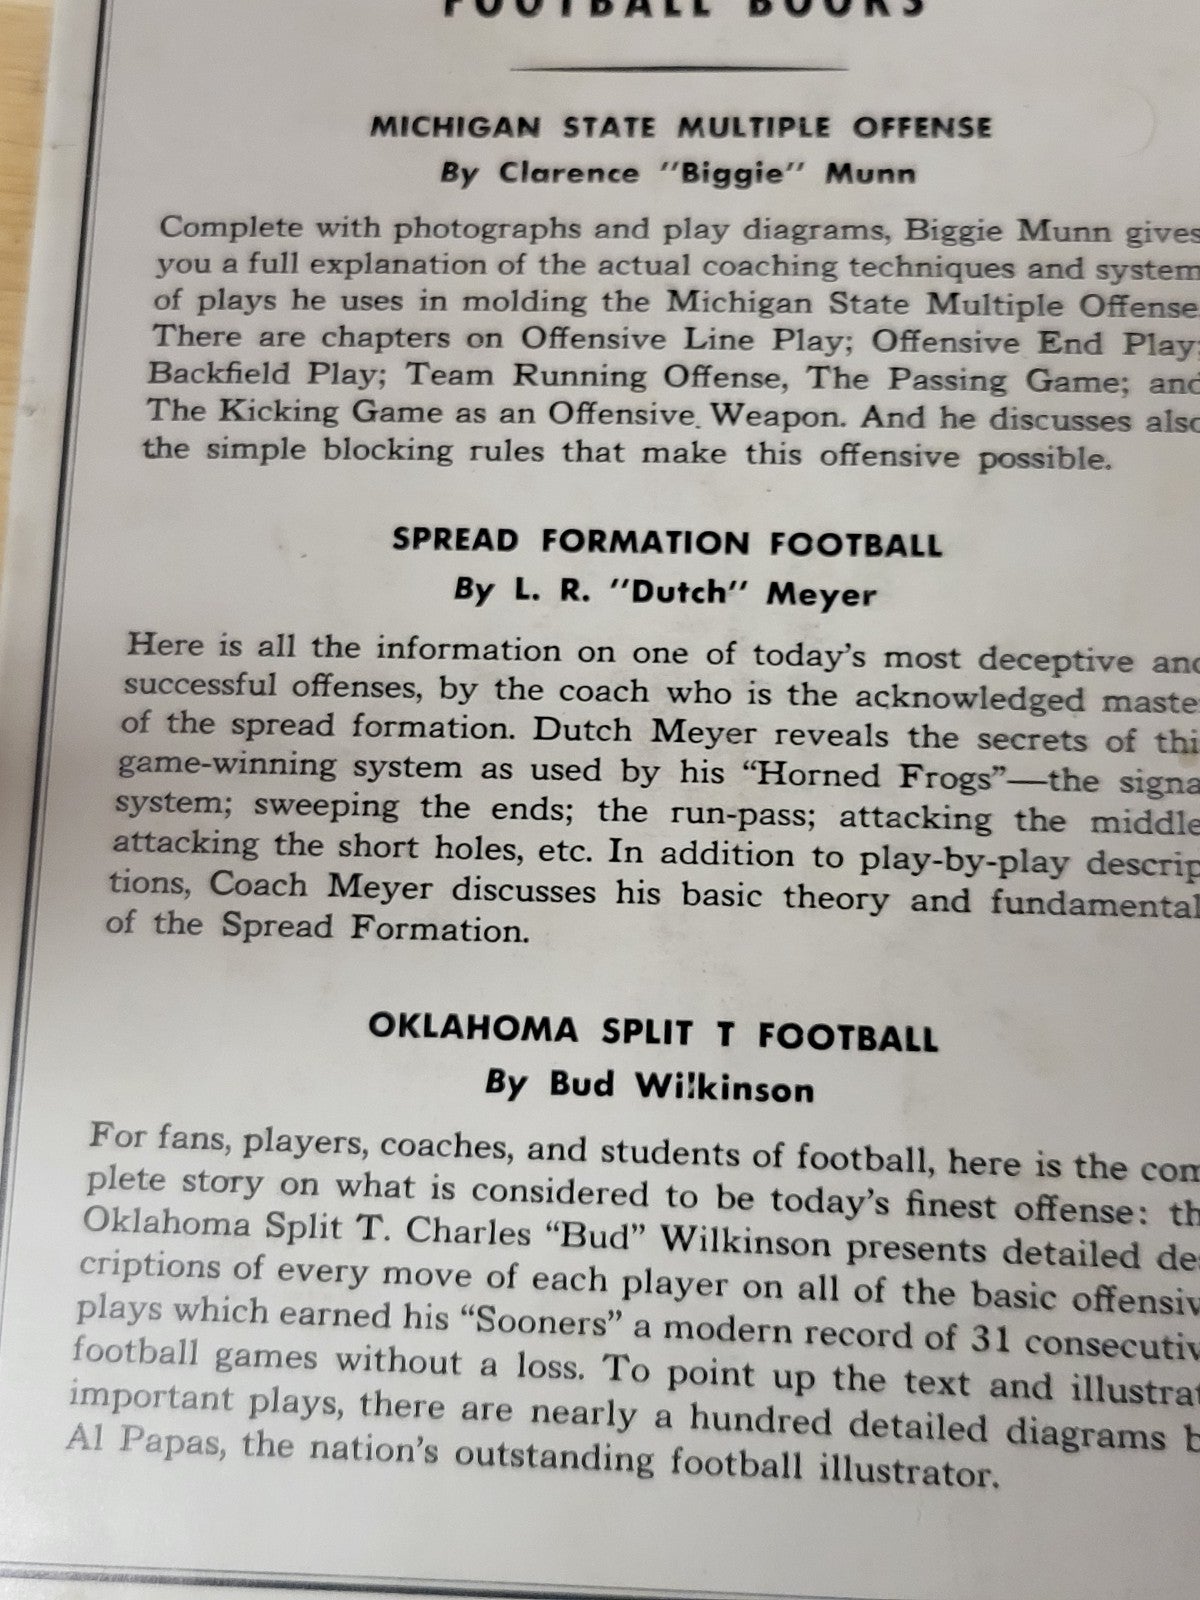 FOOTBALL BOOKS
MICHIGAN STATE MULTIPLE OFFENSE
By Clarence "Biggie" Munn
Complete with photographs and play diagrams, Biggie Munn gives
you a full explanation of the actual coaching techniques and system
of plays he uses in molding the Michigan State Multiple Offense
There are chapters on Offensive Line Play; Offensive End Play;
Backfield Play; Team Running Offense, The Passing Game; and
The Kicking Game as an Offensive Weapon. And he discusses also
the simple blocking rules that make this offensive possible.
SPREAD FORMATION FOOTBALL
By L. R. "Dutch" Meyer
Here is all the information on one of today's most deceptive and
successful offenses, by the coach who is the acknowledged maste
of the spread formation. Dutch Meyer reveals the secrets of thi
game-winning system as used by his "Horned Frogs"—the signa
system; sweeping the ends; the run-pass; attacking the middle
attacking the short holes, etc. In addition to play-by-play descrip
tions, Coach Meyer discusses his basic theory and fundamental
of the Spread Formation.
OKLAHOMA SPLIT T FOOTBALL
By Bud Wilkinson
For fans, players, coaches, and students of football, here is the com
plete story on what is considered to be today's finest offense: th
Oklahoma Split T. Charles "Bud" Wilkinson presents detailed de
criptions of every move of each player on all of the basic offensiv
plays which earned his "Sooners" a modern record of 31 consecutiv
football games without a loss. To point up the text and illustrat
important plays, there are nearly a hundred detailed diagrams b
Al Papas, the nation's outstanding football illustrator.